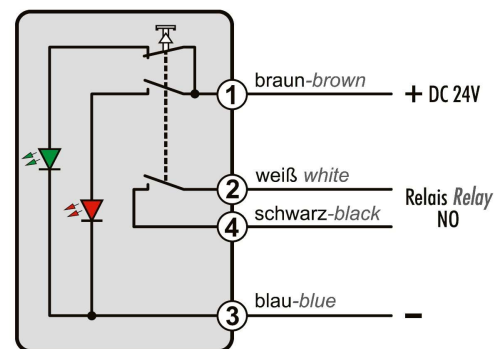 1 braun-brown + DC 24V
2 weiß white
Relais Relay
NO
4 schwarz-black
3 blau-blue −